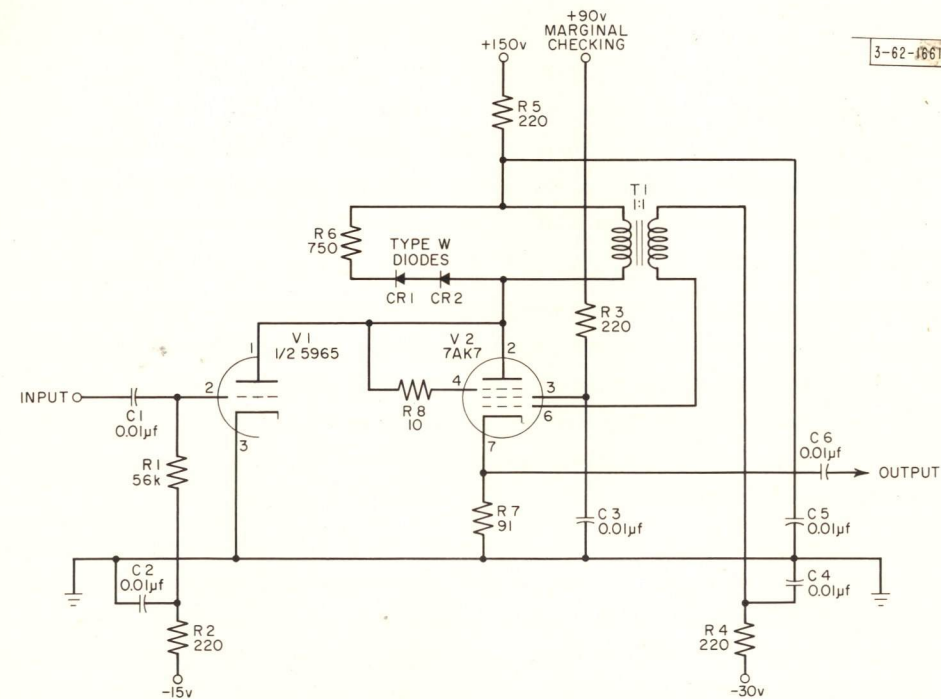 +90v
MARGINAL
CHECKING
+150v
3-62-
R5
220
T1
1:1
R6
750
TYPE W
DIODES
CR1 CR2
R3
220
V1
1/2 5965
1
2
3
V2
7AK7
2
4
3
6
7
R8
10
INPUT
C1
0.01µf
R1
56k
C6
0.01µf
OUTPUT
R7
91
C3
0.01µf
C5
0.01µf
C2
0.01µf
C4
0.01µf
R2
220
R4
220
-15v
-30v